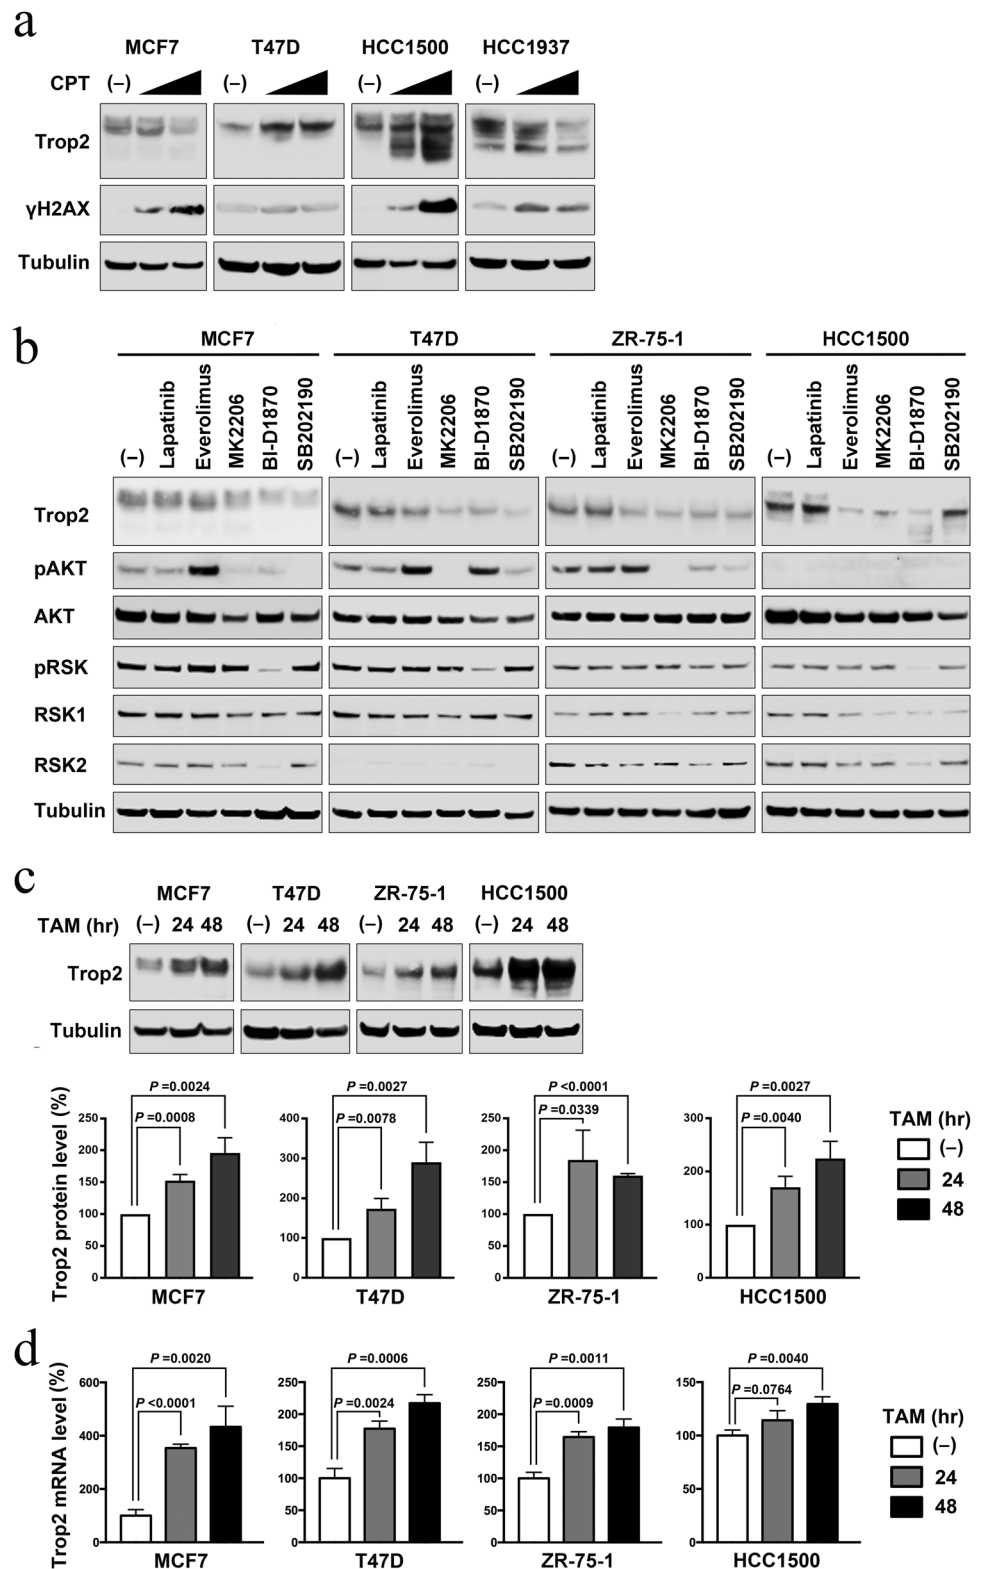 a
MCF7 T47D HCC1500 HCC1937
CPT (–) (–) (–) (–)
Trop2
γH2AX
Tubulin
b
MCF7 T47D ZR-75-1 HCC1500
(–) Lapatinib Everolimus MK2206 BI-D1870 SB202190 (–) Lapatinib Everolimus MK2206 BI-D1870 SB202190 (–) Lapatinib Everolimus MK2206 BI-D1870 SB202190 (–) Lapatinib Everolimus MK2206 BI-D1870 SB202190
Trop2
pAKT
AKT
pRSK
RSK1
RSK2
Tubulin
c
MCF7 T47D ZR-75-1 HCC1500
TAM (hr) (–) 24 48 (–) 24 48 (–) 24 48 (–) 24 48
Trop2
Tubulin
Trop2 protein level (%)
P =0.0024
P =0.0008
250
200
150
100
50
0
MCF7
P =0.0027
P =0.0078
400
300
200
100
0
T47D
P <0.0001
P =0.0339
250
200
150
100
50
0
ZR-75-1
P =0.0027
P =0.0040
300
200
100
0
HCC1500
TAM (hr)
(–)
24
48
d
Trop2 mRNA level (%)
P =0.0020
P <0.0001
600
400
200
0
MCF7
P =0.0006
P =0.0024
250
200
150
100
50
0
T47D
P =0.0011
P =0.0009
250
200
150
100
50
0
ZR-75-1
P =0.0040
P =0.0764
150
100
50
0
HCC1500
TAM (hr)
(–)
24
48